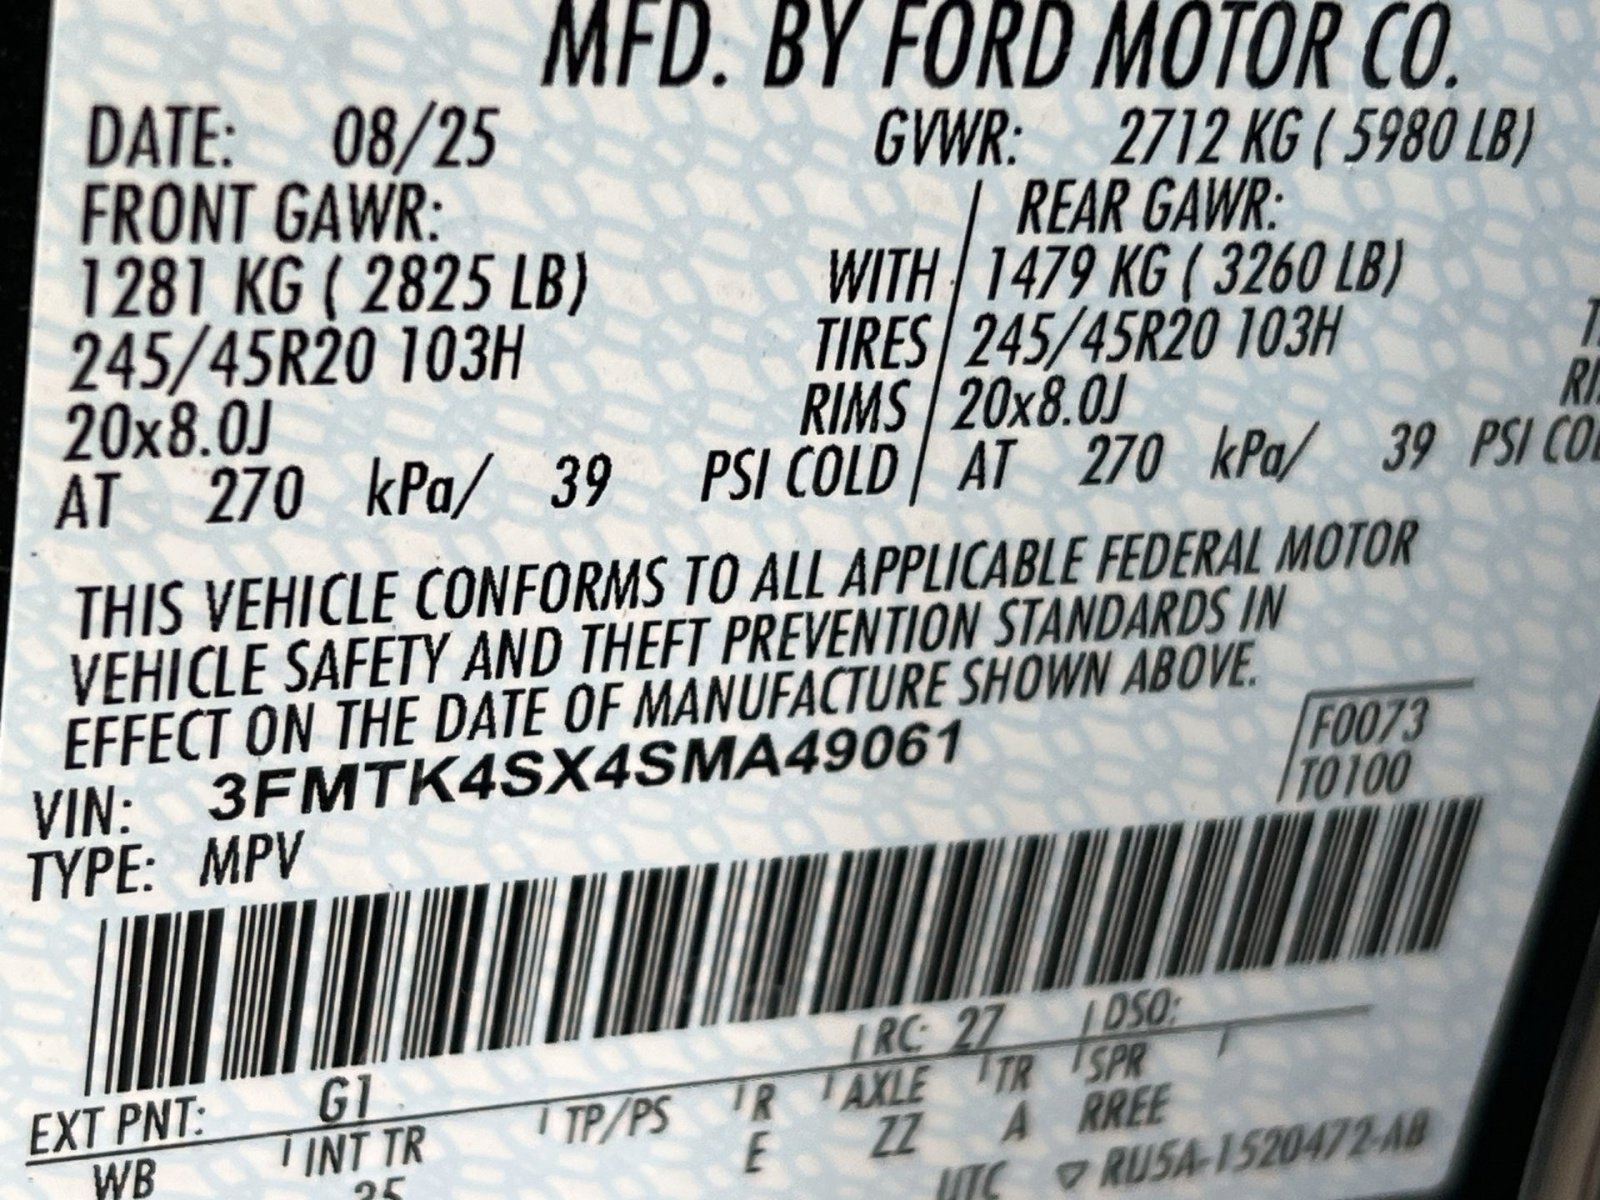 MFD. BY FORD MOTOR CO.
DATE: 08/25 GVWR: 2712 KG ( 5980 LB)
FRONT GAWR: REAR GAWR:
1281 KG ( 2825 LB) WITH 1479 KG ( 3260 LB)
245/45R20 103H TIRES 245/45R20 103H
20x8.0J RIMS 20x8.0J
AT 270 kPa/ 39 PSI COLD AT 270 kPa/ 39 PSI
THIS VEHICLE CONFORMS TO ALL APPLICABLE FEDERAL MOTOR
VEHICLE SAFETY AND THEFT PREVENTION STANDARDS IN
EFFECT ON THE DATE OF MANUFACTURE SHOWN ABOVE.
VIN: 3FMTK4SX4SMA49061 F0073
TYPE: MPV T0100
EXT PNT: G1 RC: 27 DSO:
WB INT TR TP/PS R AXLE TR SPR
E ZZ A RREE
UTC ▽ RU5A-1520472-AB